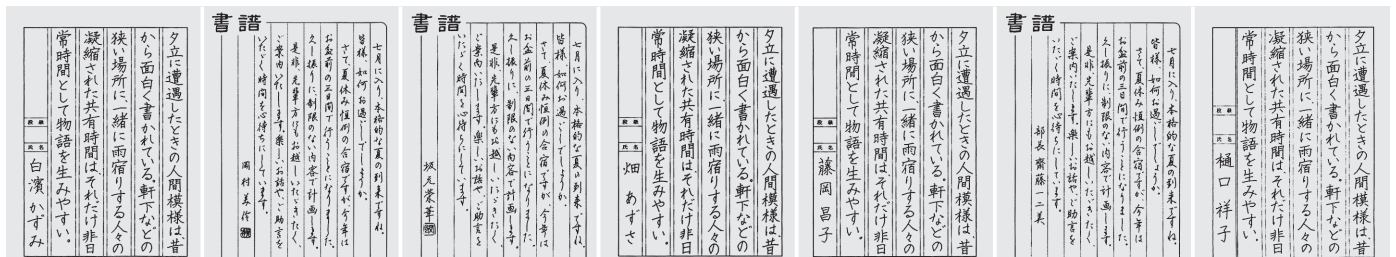 夕立に遭遇したときの人間模様は、昔
から面白く書かれている。軒下などの
狭い場所に、一緒に雨宿りする人々の
凝縮された共有時間は、それだけ非日
常時間として物語を生みやすい。
段級
氏名
白濱かずみ
書譜
七月に入り、本格的な夏の到来ですね。
皆様、如何お過ごしでしょうか。
さて、夏休み恒例の合宿ですが、今年は
お盆前の三日間で行うことになりました。
久し振りに、制限のない内容で計画します。
是非、先輩方にもお越しいただきたく、
ご案内いたします。楽しいお話や、ご助言を
いただく時間を心待ちにしています。
岡村美
書譜
七月に入り、本格的な夏の到来ですね。
皆様、如何お過ごしでしょうか。
さて、夏休み恒例の合宿ですが、今年は
お盆前の三日間で行うことになりました。
久し振りに、制限のない内容で計画します。
是非、先輩方にもお越しいただきたく、
ご案内いたします。楽しいお話や、ご助言を
いただく時間を心待ちにしています。
坂元栄華
夕立に遭遇したときの人間模様は、昔
から面白く書かれている。軒下などの
狭い場所に、一緒に雨宿りする人々の
凝縮された共有時間は、それだけ非日
常時間として物語を生みやすい。
段級
氏名
畑あずさ
夕立に遭遇したときの人間模様は、昔
から面白く書かれている。軒下などの
狭い場所に、一緒に雨宿りする人々の
凝縮された共有時間は、それだけ非日
常時間として物語を生みやすい。
段級
氏名
藤岡昌子
書譜
七月に入り、本格的な夏の到来ですね。
皆様、如何お過ごしでしょうか。
さて、夏休み恒例の合宿ですが、今年は
お盆前の三日間で行うことになりました。
久し振りに、制限のない内容で計画します。
是非、先輩方にもお越しいただきたく、
ご案内いたします。楽しいお話や、ご助言を
いただく時間を心待ちにしています。
部長 齋藤一二美
夕立に遭遇したときの人間模様は、昔
から面白く書かれている。軒下などの
狭い場所に、一緒に雨宿りする人々の
凝縮された共有時間は、それだけ非日
常時間として物語を生みやすい。
段級
氏名
樋口祥子